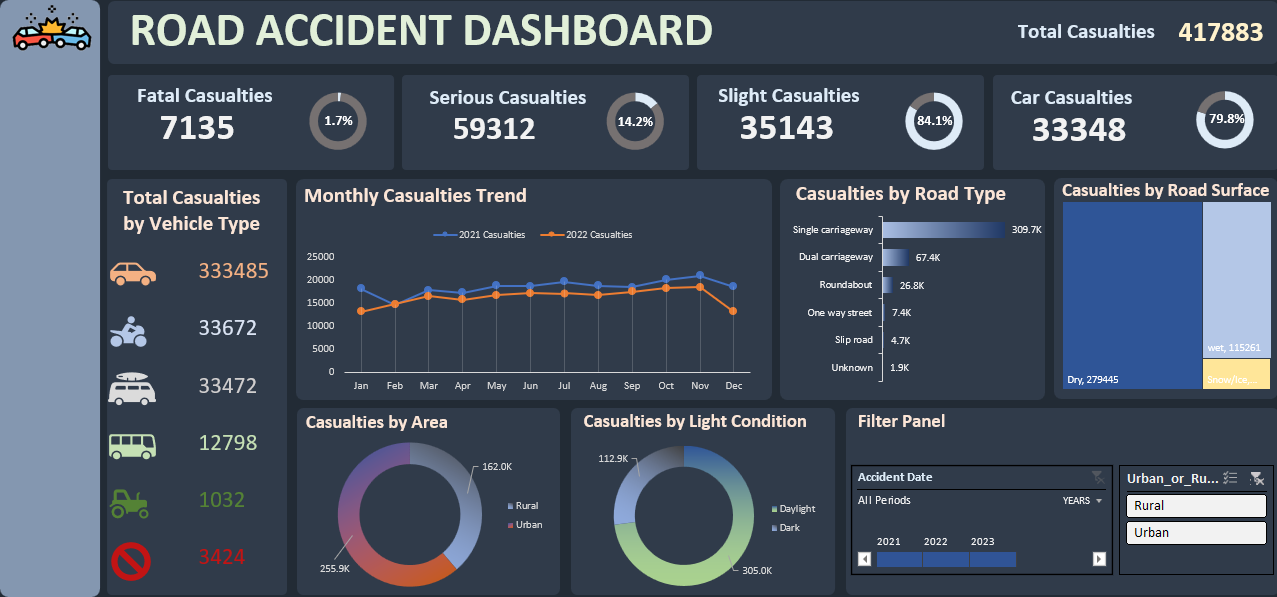 ROAD ACCIDENT DASHBOARD
Total Casualties 417883
Fatal Casualties
7135
1.7%
Serious Casualties
59312
14.2%
Slight Casualties
35143
84.1%
Car Casualties
33348
79.8%
Total Casualties
by Vehicle Type
333485
33672
33472
12798
1032
3424
Monthly Casualties Trend
2021 Casualties 2022 Casualties
25000
20000
15000
10000
5000
0
Jan Feb Mar Apr May Jun Jul Aug Sep Oct Nov Dec
Casualties by Road Type
Single carriageway 309.7K
Dual carriageway 67.4K
Roundabout 26.8K
One way street 7.4K
Slip road 4.7K
Unknown 1.9K
Casualties by Road Surface
Dry, 279445
wet, 115261
Snow/Ice,...
Casualties by Area
162.0K
255.9K
Rural
Urban
Casualties by Light Condition
112.9K
305.0K
Daylight
Dark
Filter Panel
Accident Date
All Periods YEARS
2021 2022 2023
Urban_or_Ru...
Rural
Urban